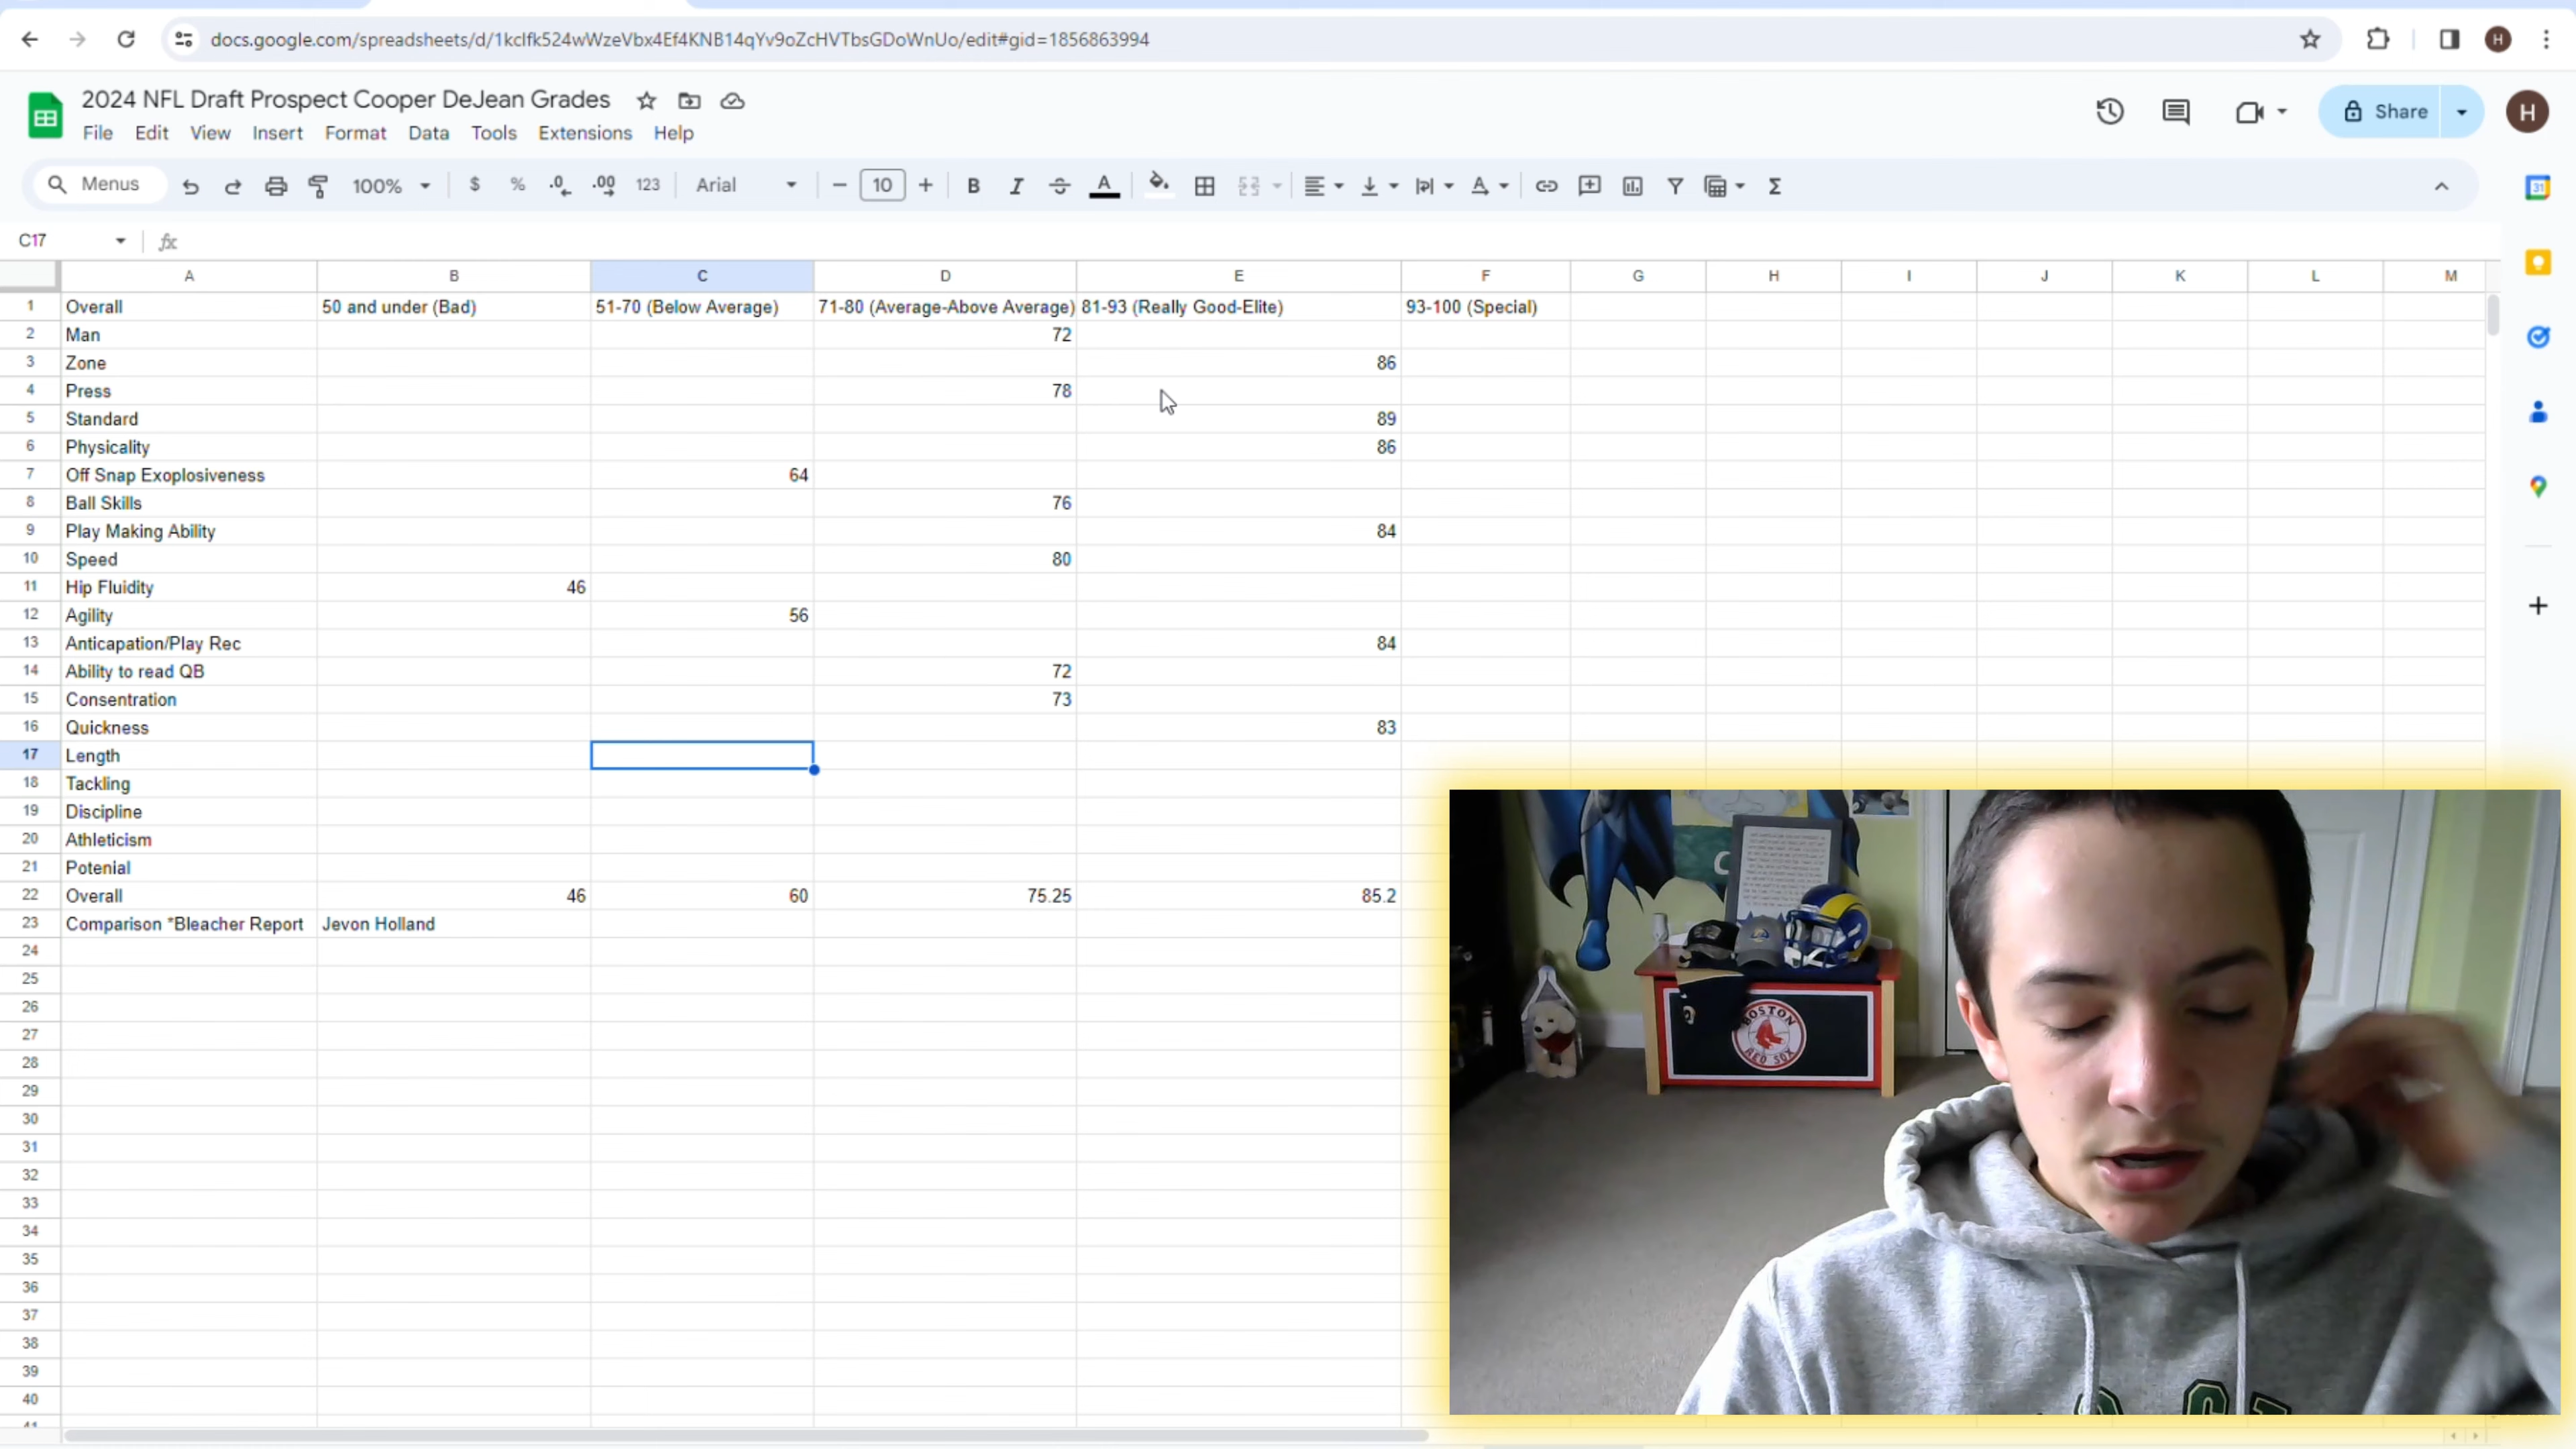 docs.google.com/spreadsheets/d/1kclfk524wWzeVbx4Ef4KNB14qYv9oZcHVTbsGDoWnUo/edit#gid=1856863994
H
2024 NFL Draft Prospect Cooper DeJean Grades
File Edit View Insert Format Data Tools Extensions Help
Share
H
Menus 100% $ % .0 .00 123 Arial 10 B I A
31
C17 fx
A B C D E F G H I J K L M
1 Overall 50 and under (Bad) 51-70 (Below Average) 71-80 (Average-Above Average) 81-93 (Really Good-Elite) 93-100 (Special)
2 Man 72
3 Zone 86
4 Press 78
5 Standard 89
6 Physicality 86
7 Off Snap Exoplosiveness 64
8 Ball Skills 76
9 Play Making Ability 84
10 Speed 80
11 Hip Fluidity 46
12 Agility 56
13 Anticapation/Play Rec 84
14 Ability to read QB 72
15 Consentration 73
16 Quickness 83
17 Length
18 Tackling
19 Discipline
20 Athleticism
21 Potenial
22 Overall 46 60 75.25 85.2
23 Comparison *Bleacher Report Jevon Holland
24
25
26
27
28
29
30
31
32
33
34
35
36
37
38
39
40
41
BOSTON
RED SOX